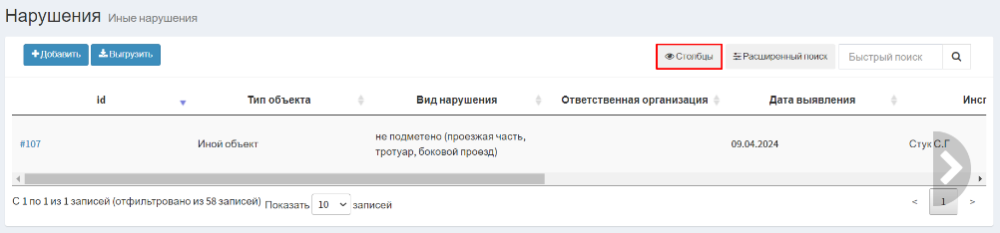 Нарушения Иные нарушения
Добавить Выгрузить Столбцы Расширенный поиск Быстрый поиск
id Тип объекта Вид нарушения Ответственная организация Дата выявления Инсп
#107 Иной объект не подметено (проезжая часть, тротуар, боковой проезд) 09.04.2024 Стук С.Г
С 1 по 1 из 1 записей (отфильтровано из 58 записей) Показать 10 записей < 1 >